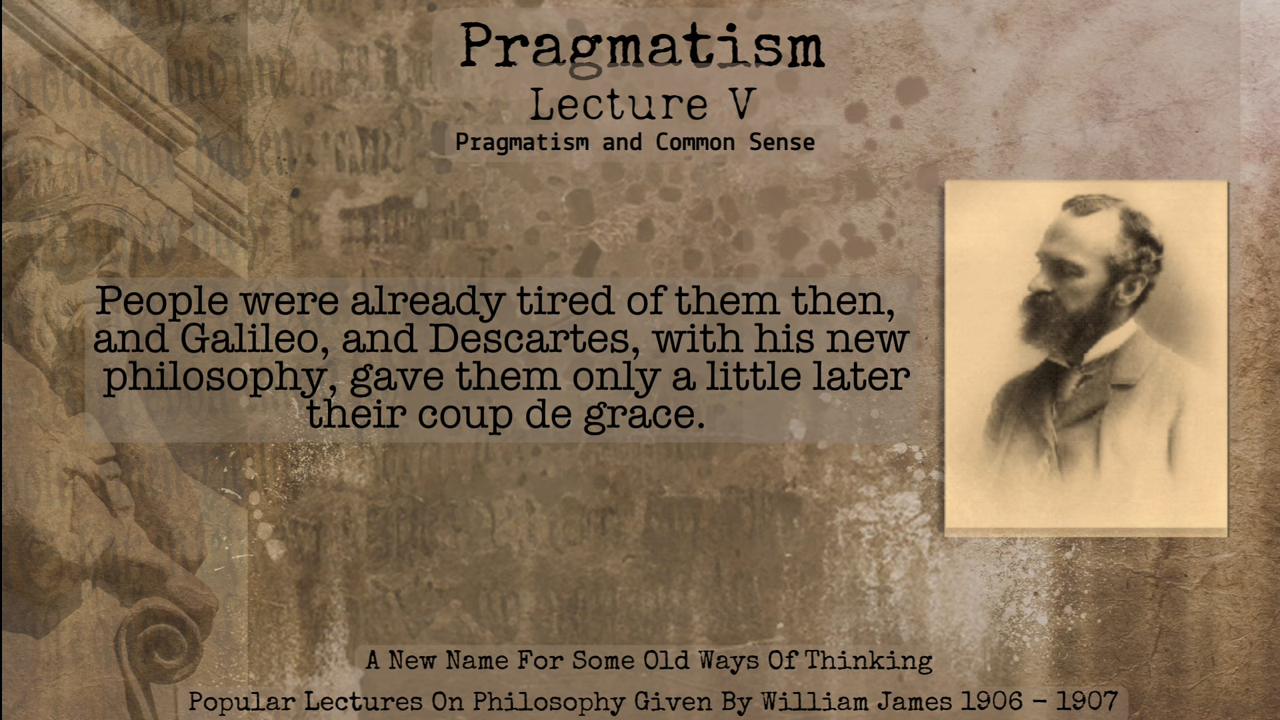 Pragmatism
Lecture V
Pragmatism and Common Sense
People were already tired of them then,
and Galileo, and Descartes, with his new
philosophy, gave them only a little later
their coup de grace.
A New Name For Some Old Ways Of Thinking
Popular Lectures On Philosophy Given By William James 1906 - 1907